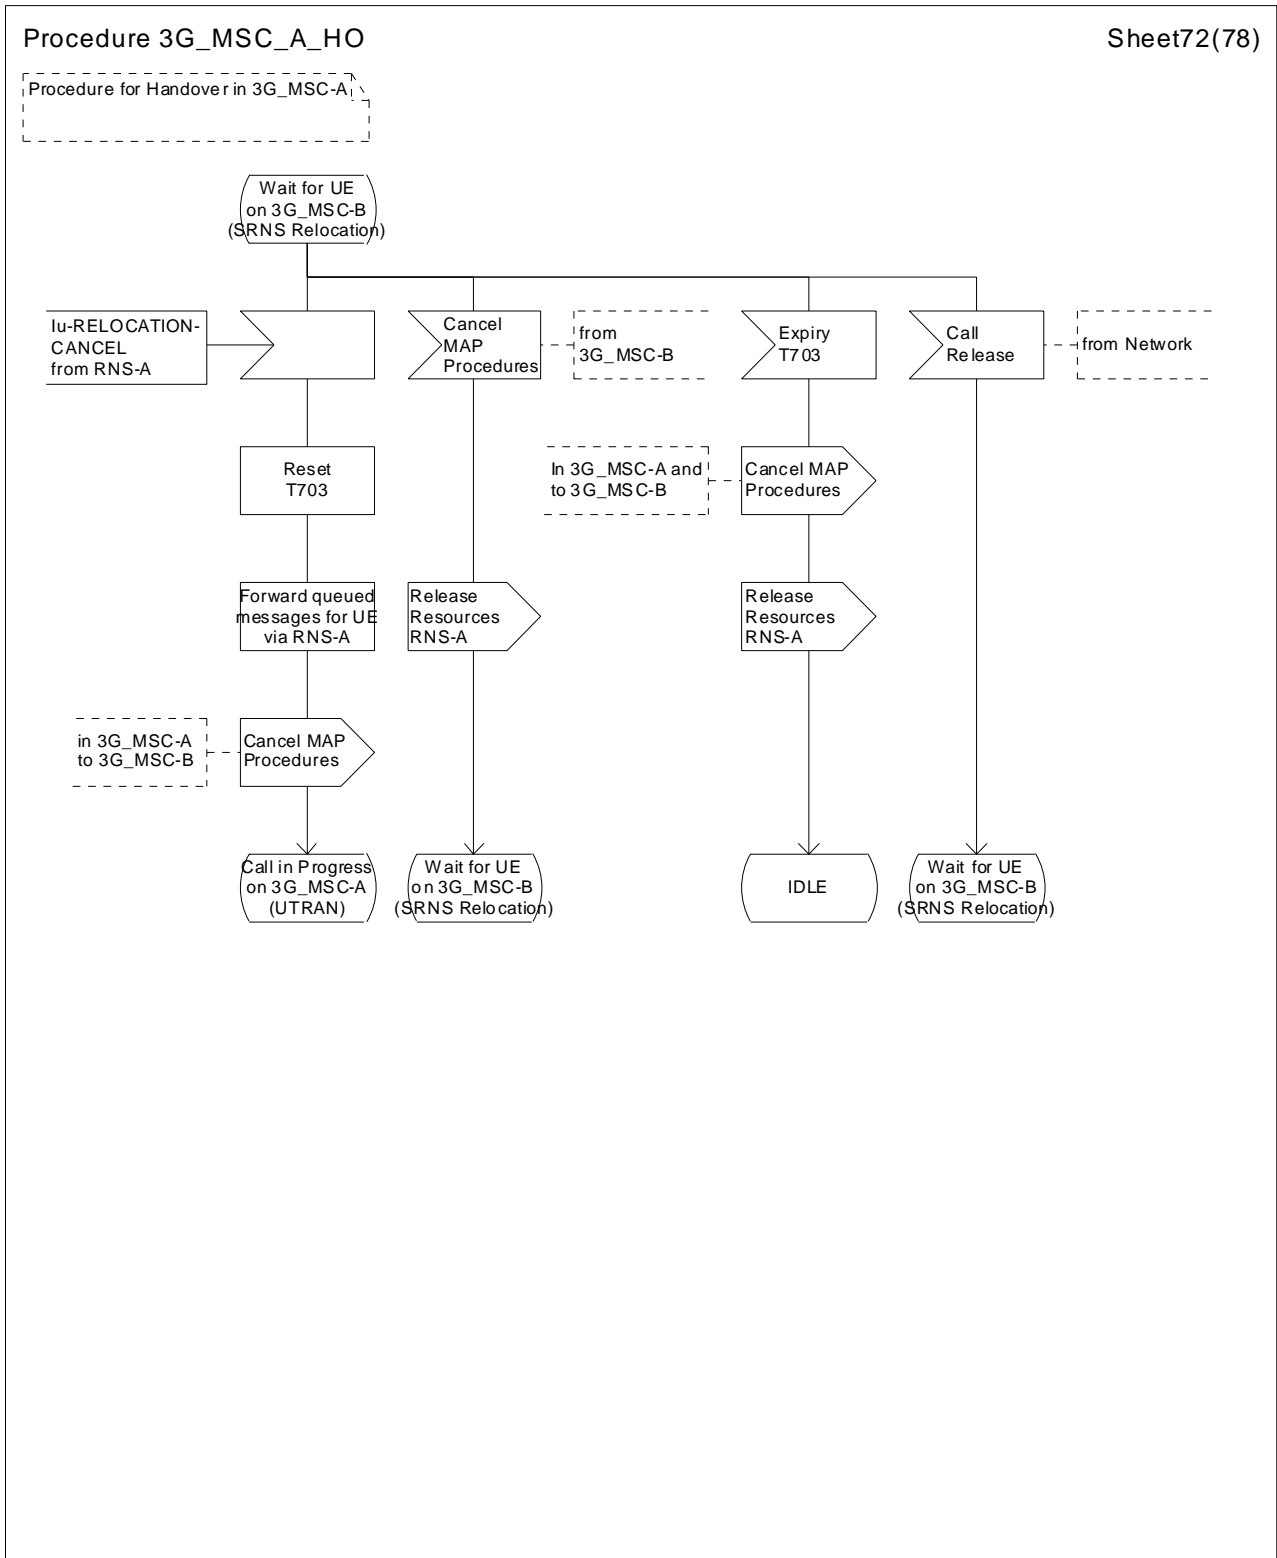 Procedure 3G_MSC_A_HO
Sheet72(78)
Procedure for Handover in 3G_MSC-A
Wait for UE
on 3G_MSC-B
(SRNS Relocation)
Iu-RELOCATION-
CANCEL
from RNS-A
Cancel
MAP
Procedures
from
3G_MSC-B
Expiry
T703
Call
Release
from Network
Reset
T703
In 3G_MSC-A and
to 3G_MSC-B
Cancel MAP
Procedures
Forward queued
messages for UE
via RNS-A
Release
Resources
RNS-A
Release
Resources
RNS-A
in 3G_MSC-A
to 3G_MSC-B
Cancel MAP
Procedures
Call in Progress
on 3G_MSC-A
(UTRAN)
Wait for UE
on 3G_MSC-B
(SRNS Relocation)
IDLE
Wait for UE
on 3G_MSC-B
(SRNS Relocation)